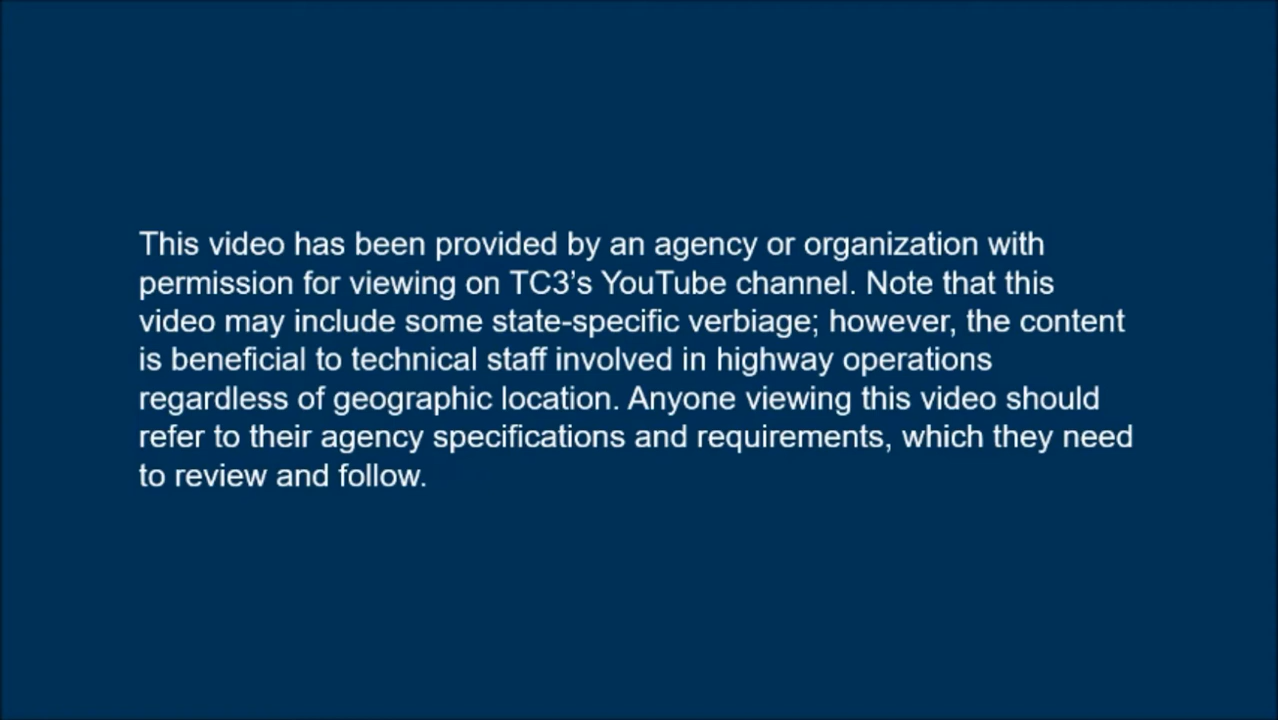 This video has been provided by an agency or organization with
permission for viewing on TC3’s YouTube channel. Note that this
video may include some state-specific verbiage; however, the content
is beneficial to technical staff involved in highway operations
regardless of geographic location. Anyone viewing this video should
refer to their agency specifications and requirements, which they need
to review and follow.